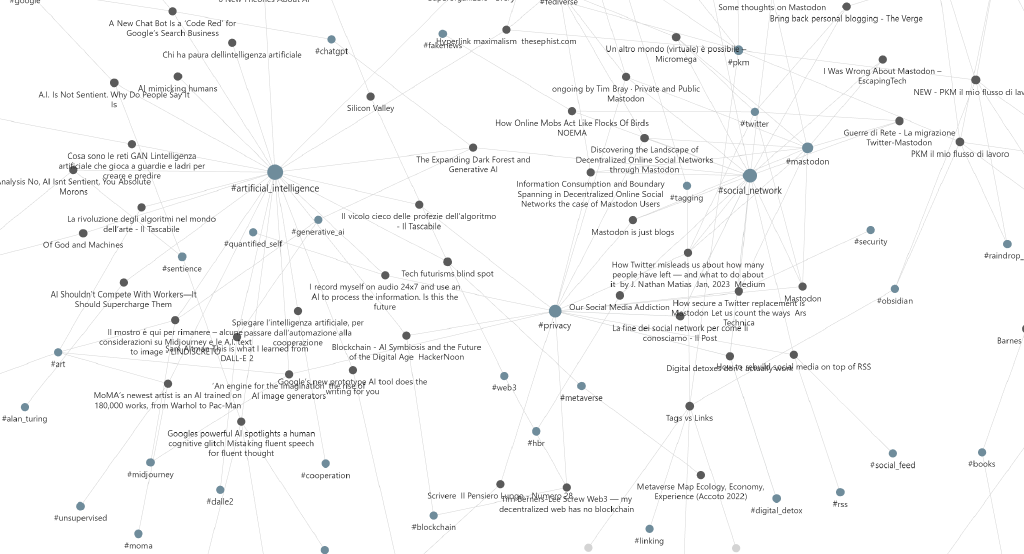 #google
A New Chat Bot Is a 'Code Red' for
Google's Search Business
Chi ha paura dellintelligenza artificiale
#chatgpt
#fakenews
Hyperlink maximalism thesephist.com
#fediverse
Some thoughts on Mastodon
Bring back personal blogging - The Verge
Un altro mondo (virtuale) è possibile -
Micromega
#pkm
I Was Wrong About Mastodon –
EscapingTech
NEW - PKM il mio flusso di lav
AI mimicking humans
A.I. Is Not Sentient. Why Do People Say It
Is
Silicon Valley
ongoing by Tim Bray · Private and Public
Mastodon
How Online Mobs Act Like Flocks Of Birds
NOEMA
#twitter
Guerre di Rete - La migrazione
Twitter-Mastodon
PKM il mio flusso di lavoro
Cosa sono le reti GAN Lintelligenza
artificiale che gioca a guardie e ladri per
creare e predire
The Expanding Dark Forest and
Generative AI
Discovering the Landscape of
Decentralized Online Social Networks
through Mastodon
#mastodon
Analysis No, AI Isnt Sentient, You Absolute
Morons
#artificial_intelligence
Information Consumption and Boundary
Spanning in Decentralized Online Social
Networks the case of Mastodon Users
#tagging
#social_network
La rivoluzione degli algoritmi nel mondo
dell'arte - Il Tascabile
Il vicolo cieco delle profezie dell'algoritmo
- Il Tascabile
Mastodon is just blogs
#generative_ai
#quantified_self
Of God and Machines
#security
#raindrop_
#sentience
Tech futurisms blind spot
How Twitter misleads us about how many
people have left — and what to do about
it by J. Nathan Matias Jan, 2023 Medium
I record myself on audio 24x7 and use an
AI to process the information. Is this the
future
AI Shouldn't Compete With Workers—It
Should Supercharge Them
Our Social Media Addiction
How secure a Twitter replacement is
Mastodon Let us count the ways Ars
Technica
Mastodon
#obsidian
#privacy
Spiegare l'intelligenza artificiale, per
passare dall'automazione alla
cooperazione
Il mostro è qui per rimanere – alcune
considerazioni su Midjourney e le A.I. text
to image - L'INDISCRETO
This is what I learned from
DALL-E 2
La fine dei social network per come li
conosciamo - Il Post
Blockchain - AI Symbiosis and the Future
of the Digital Age HackerNoon
Barnes
#art
Digital detoxes don't actually work
How to rebuild social media on top of RSS
'An engine for the imagination' the rise of
AI image generators
Google's new prototype AI tool does the
writing for you
MoMA's newest artist is an AI trained on
180,000 works, from Warhol to Pac-Man
#web3
#metaverse
#alan_turing
Tags vs Links
Googles powerful AI spotlights a human
cognitive glitch Mistaking fluent speech
for fluent thought
#hbr
#social_feed
#books
#midjourney
#cooperation
Metaverse Map Ecology, Economy,
Experience (Accoto 2022)
Scrivere Il Pensiero Lungo - Numero 28
Tim Berners-Lee Screw Web3 — my
decentralized web has no blockchain
#dalle2
#digital_detox
#rss
#unsupervised
#blockchain
#linking
#moma